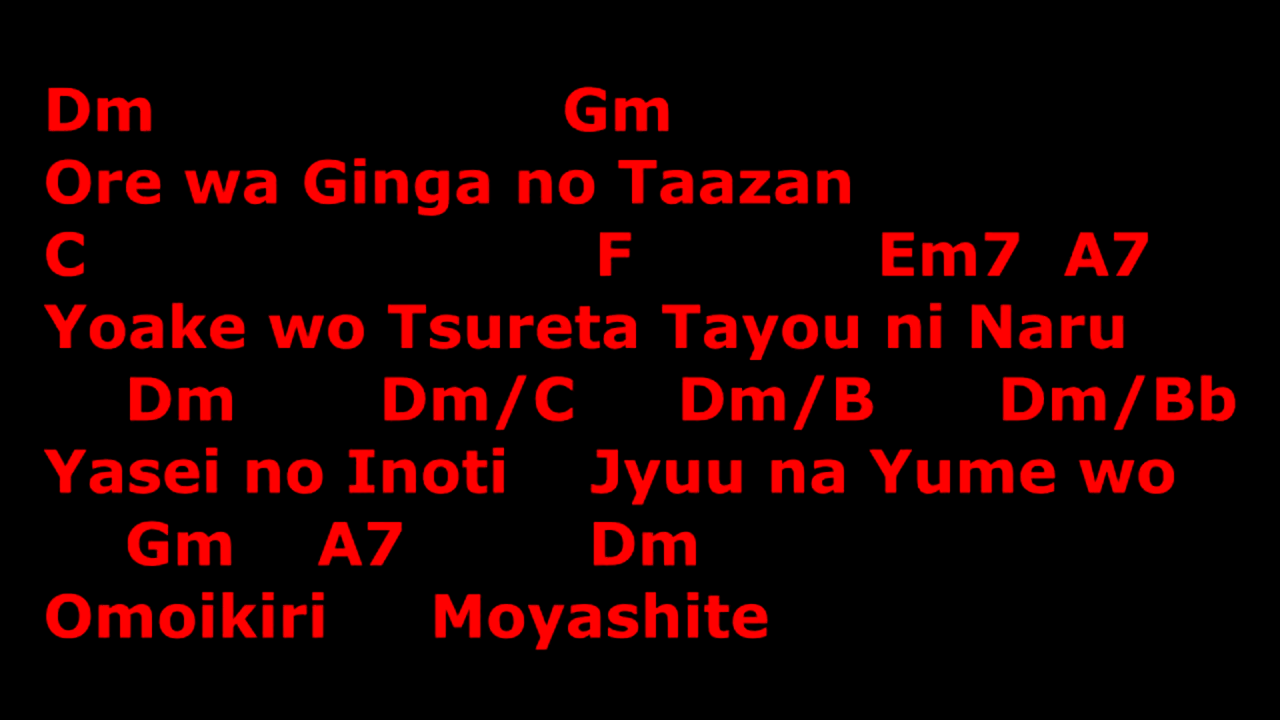 Dm Gm
Ore wa Ginga no Taazan
C F Em7 A7
Yoake wo Tsureta Tayou ni Naru
Dm Dm/C Dm/B Dm/Bb
Yasei no Inoti Jyuu na Yume wo
Gm A7 Dm
Omoikiri Moyashite